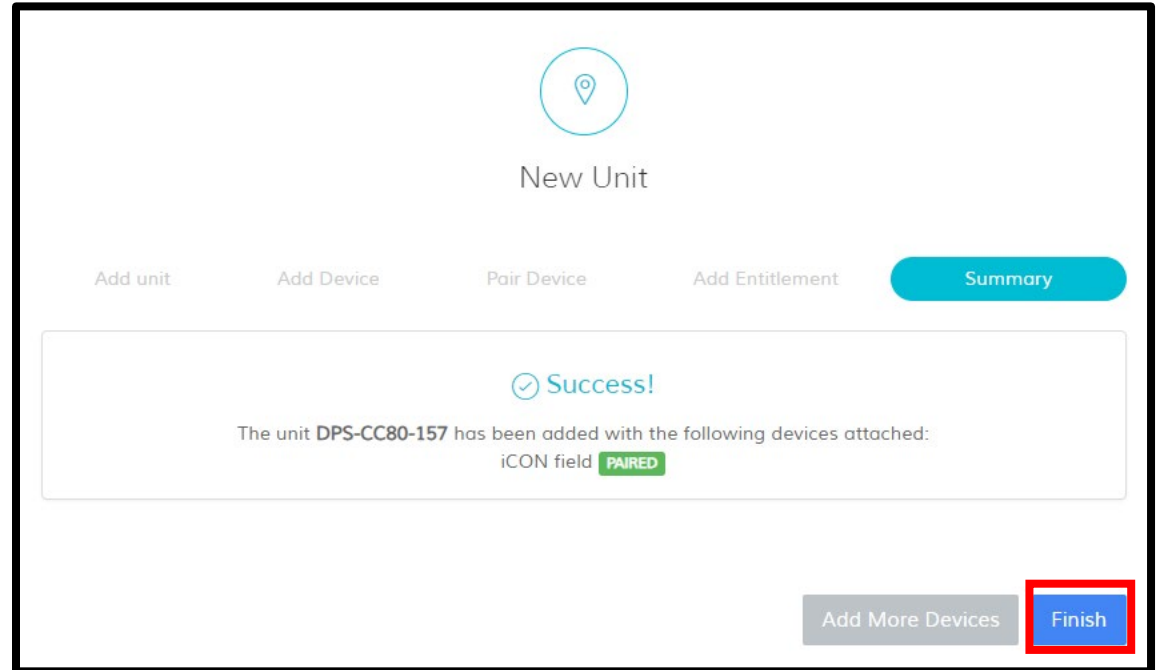 New Unit
Add unit Add Device Pair Device Add Entitlement Summary
Success!
The unit DPS-CC80-157 has been added with the following devices attached:
iCON field PAIRED
Add More Devices Finish